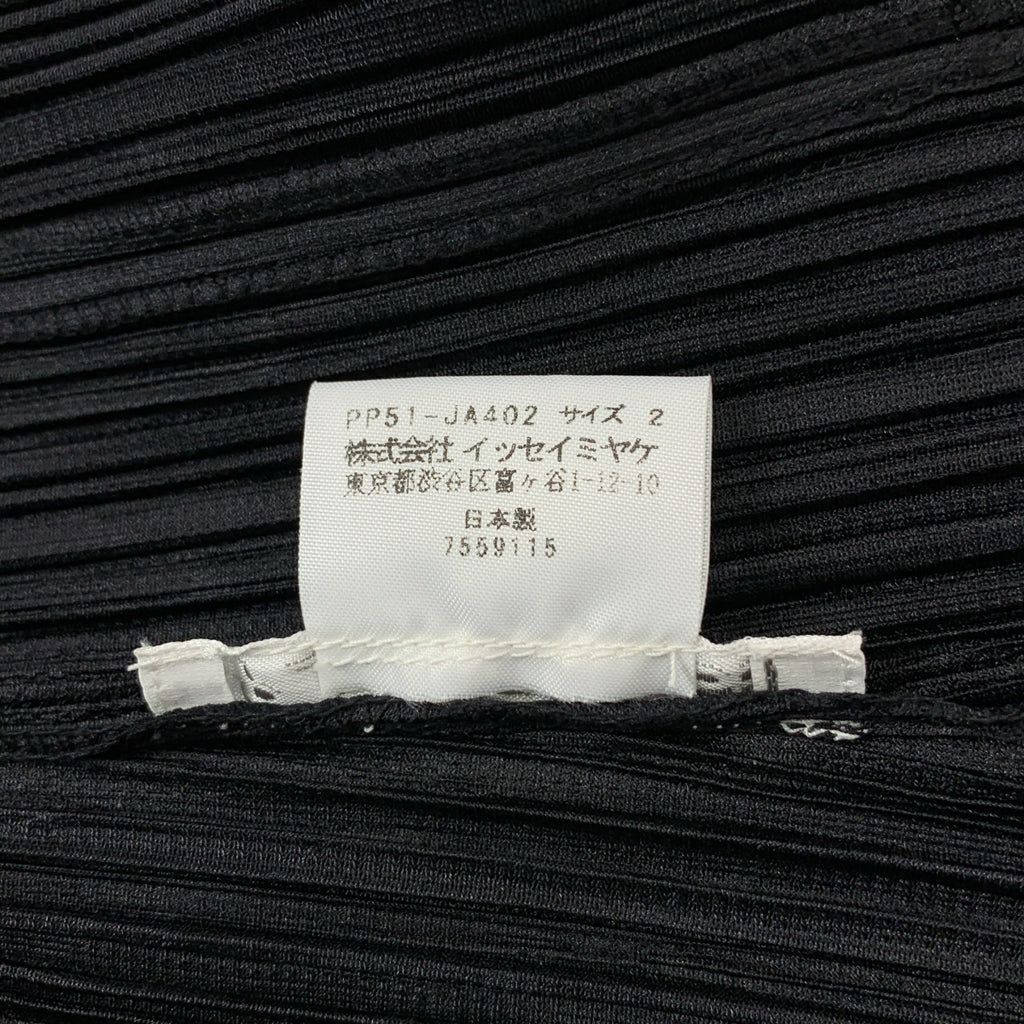 PP51-JA402 サイズ 2
株式会社 イッセイミヤケ
東京都渋谷区富ヶ谷1-12-10
日本製
7559115